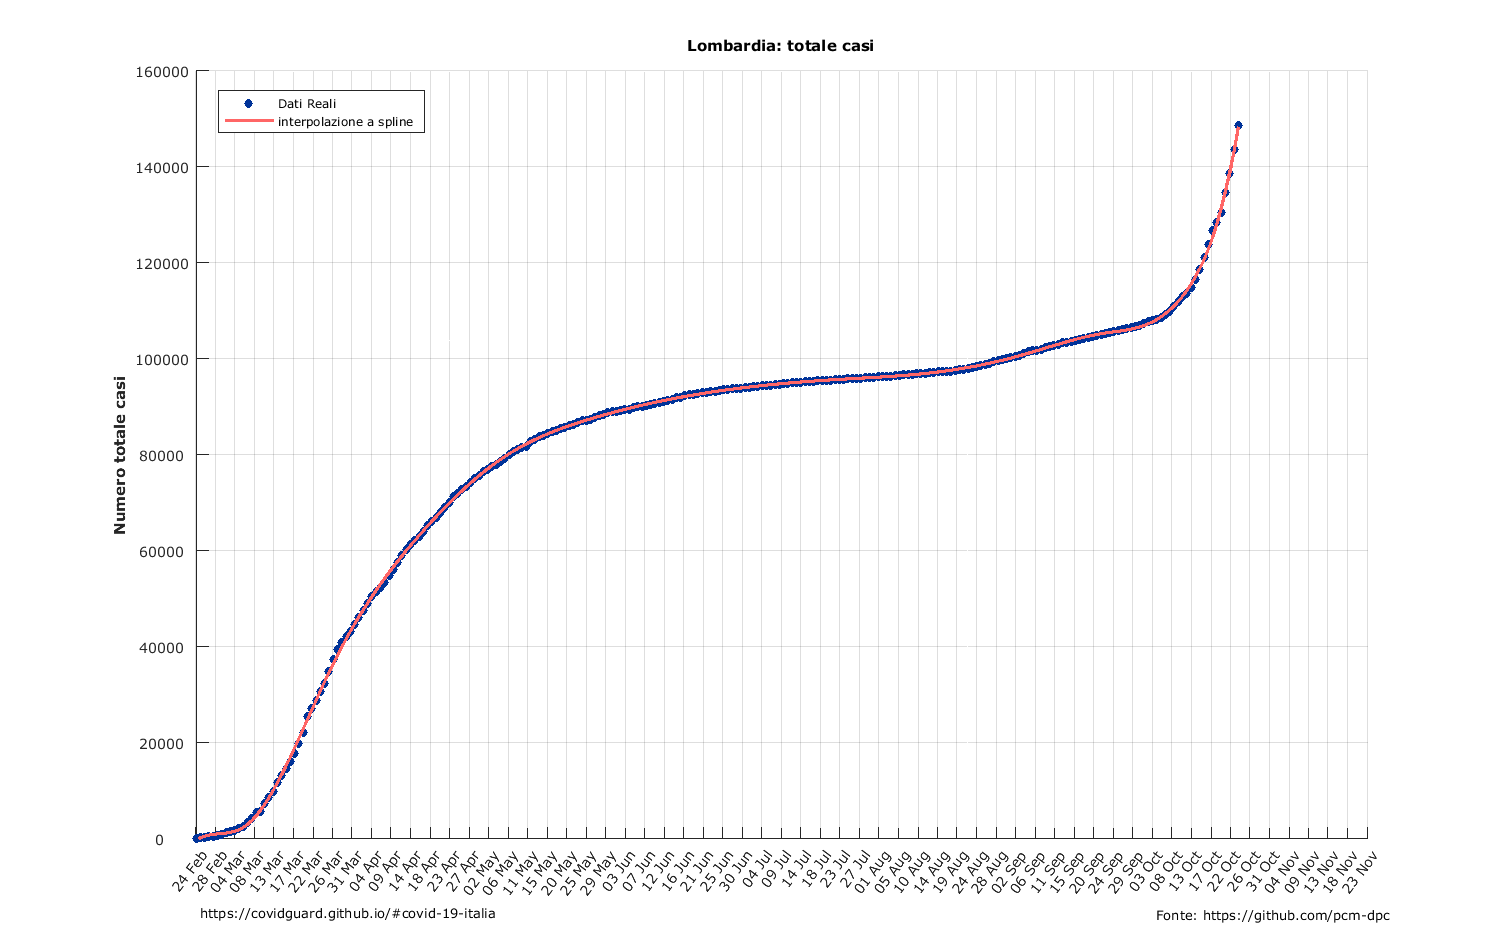 Lombardia: totale casi
160000
140000
120000
100000
80000
60000
40000
20000
0
Dati Reali
interpolazione a spline
Numero totale casi
24 Feb
28 Feb
04 Mar
08 Mar
13 Mar
17 Mar
22 Mar
26 Mar
31 Mar
04 Apr
09 Apr
14 Apr
18 Apr
23 Apr
27 Apr
02 May
06 May
11 May
15 May
20 May
25 May
29 May
03 Jun
07 Jun
12 Jun
16 Jun
21 Jun
25 Jun
30 Jun
04 Jul
09 Jul
14 Jul
18 Jul
23 Jul
27 Jul
01 Aug
05 Aug
10 Aug
14 Aug
19 Aug
24 Aug
28 Aug
02 Sep
06 Sep
11 Sep
15 Sep
20 Sep
24 Sep
29 Sep
03 Oct
08 Oct
13 Oct
17 Oct
22 Oct
26 Oct
31 Oct
04 Nov
09 Nov
13 Nov
18 Nov
23 Nov
https://covidguard.github.io/#covid-19-italia
Fonte: https://github.com/pcm-dpc